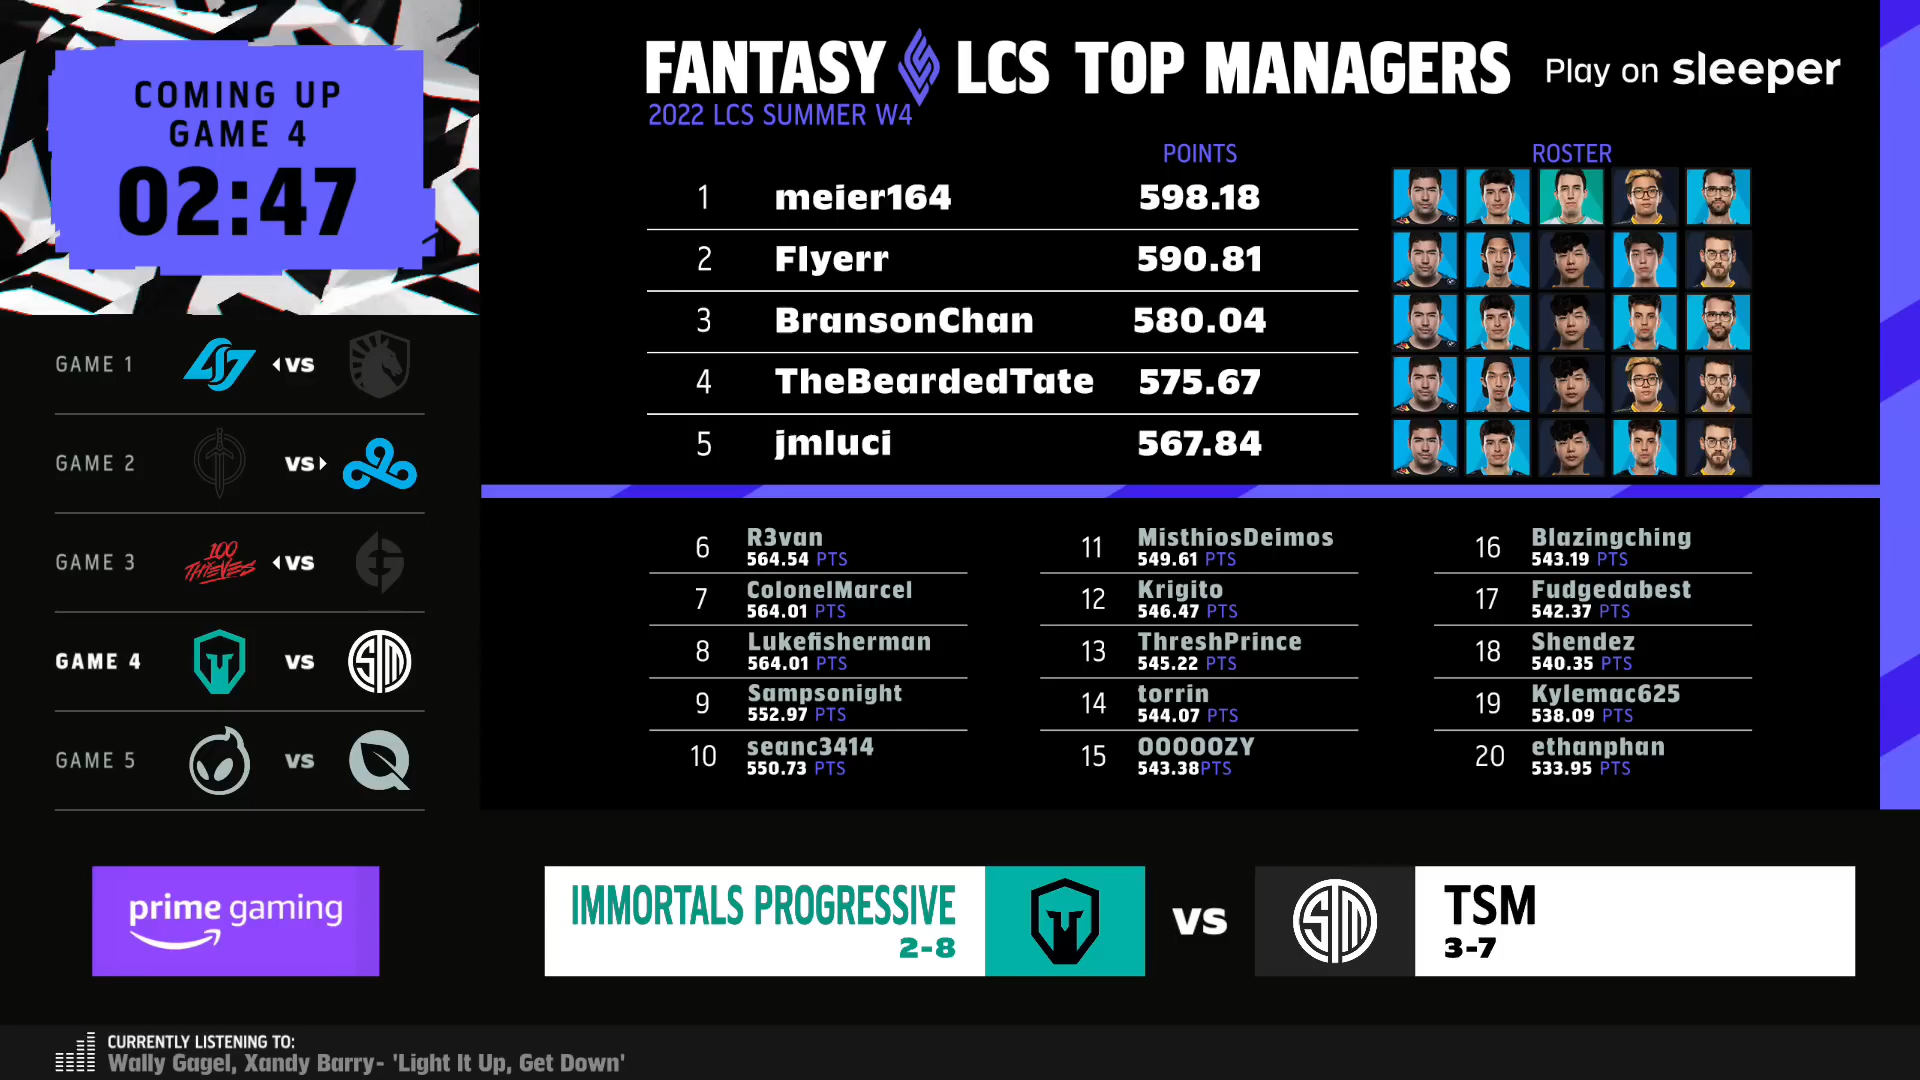 COMING UP
GAME 4
02:47
GAME 1 VS
GAME 2 VS
GAME 3 100 THIEVES VS
GAME 4 VS TSM
GAME 5 VS
prime gaming
FANTASY LCS TOP MANAGERS
Play on sleeper
2022 LCS SUMMER W4
POINTS ROSTER
1 meier164 598.18
2 Flyerr 590.81
3 BransonChan 580.04
4 TheBeardedTate 575.67
5 jmluci 567.84
6 R3van
564.54 PTS
7 ColonelMarcel
564.01 PTS
8 Lukefisherman
564.01 PTS
9 Sampsonight
552.97 PTS
10 seanc3414
550.73 PTS
11 MisthiosDeimos
549.61 PTS
12 Krigito
546.47 PTS
13 ThreshPrince
545.22 PTS
14 torrin
544.07 PTS
15 OOOOOZY
543.38PTS
16 Blazingching
543.19 PTS
17 Fudgedabest
542.37 PTS
18 Shendez
540.35 PTS
19 Kylemac625
538.09 PTS
20 ethanphan
533.95 PTS
IMMORTALS PROGRESSIVE
2-8
VS
TSM
TSM
3-7
CURRENTLY LISTENING TO:
Wally Gagel, Xandy Barry- 'Light It Up, Get Down'